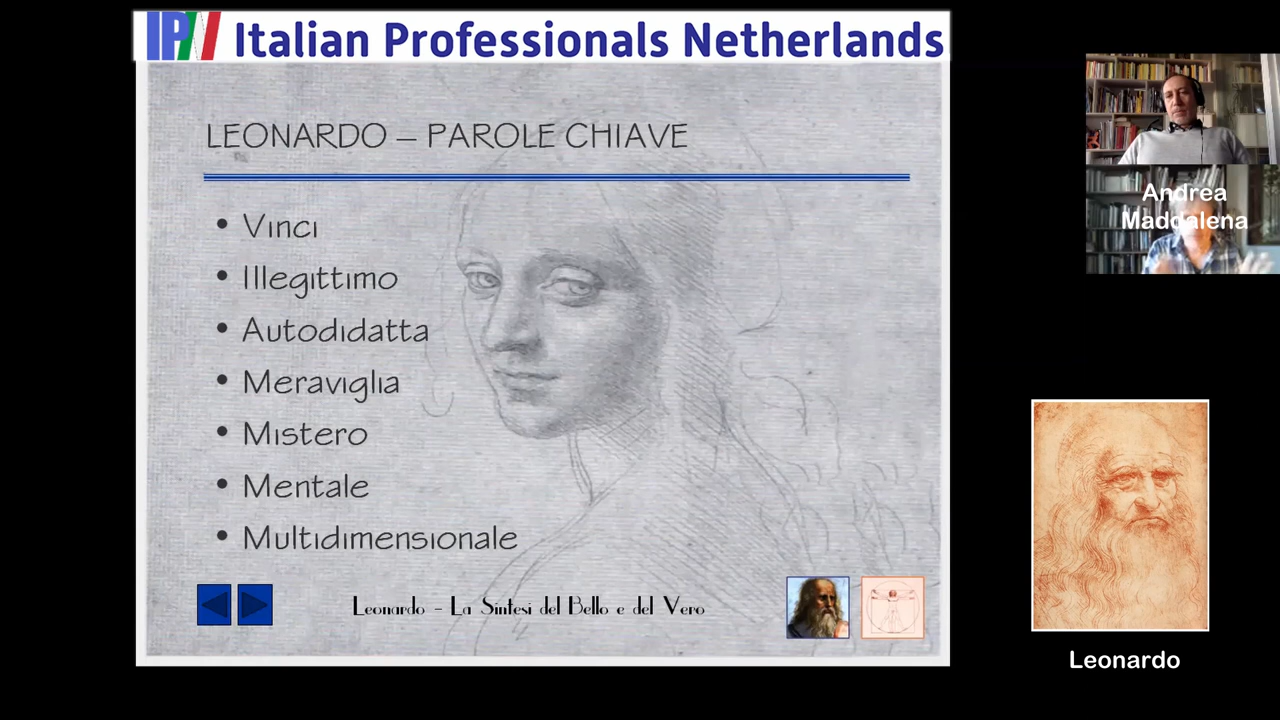 IPN Italian Professionals Netherlands
LEONARDO – PAROLE CHIAVE
• Vinci
• Illegittimo
• Autodidatta
• Meraviglia
• Mistero
• Mentale
• Multidimensionale
Leonardo - La Sintesi del Bello e del Vero
Andrea
Maddalena
Leonardo